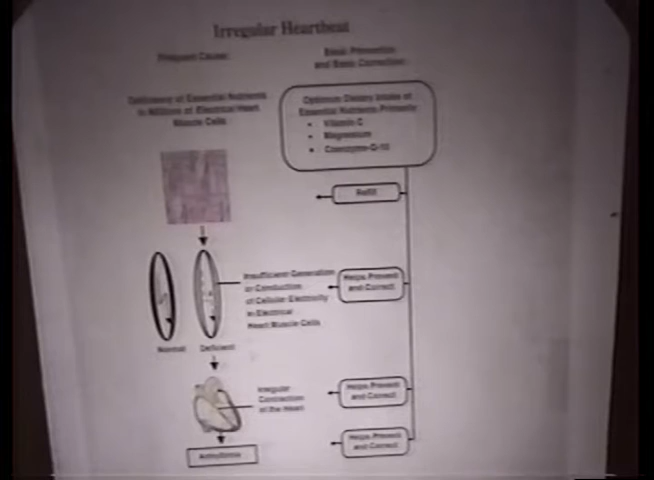 Irregular Heartbeat
Frequent Cause:
Basic Prevention
and Basic Correction:
Deficiency of Essential Nutrients
in Millions of Electrical Heart
Muscle Cells
Optimum Dietary Intake of
Essential Nutrients Primarily:
• Vitamin C
• Magnesium
• Coenzyme-Q-10
Refill
Insufficient Generation
or Conduction
of Cellular Electricity
in Electrical
Heart Muscle Cells
Helps Prevent
and Correct
Normal
Deficient
Irregular
Contraction
of the Heart
Helps Prevent
and Correct
Arrhythmia
Helps Prevent
and Correct